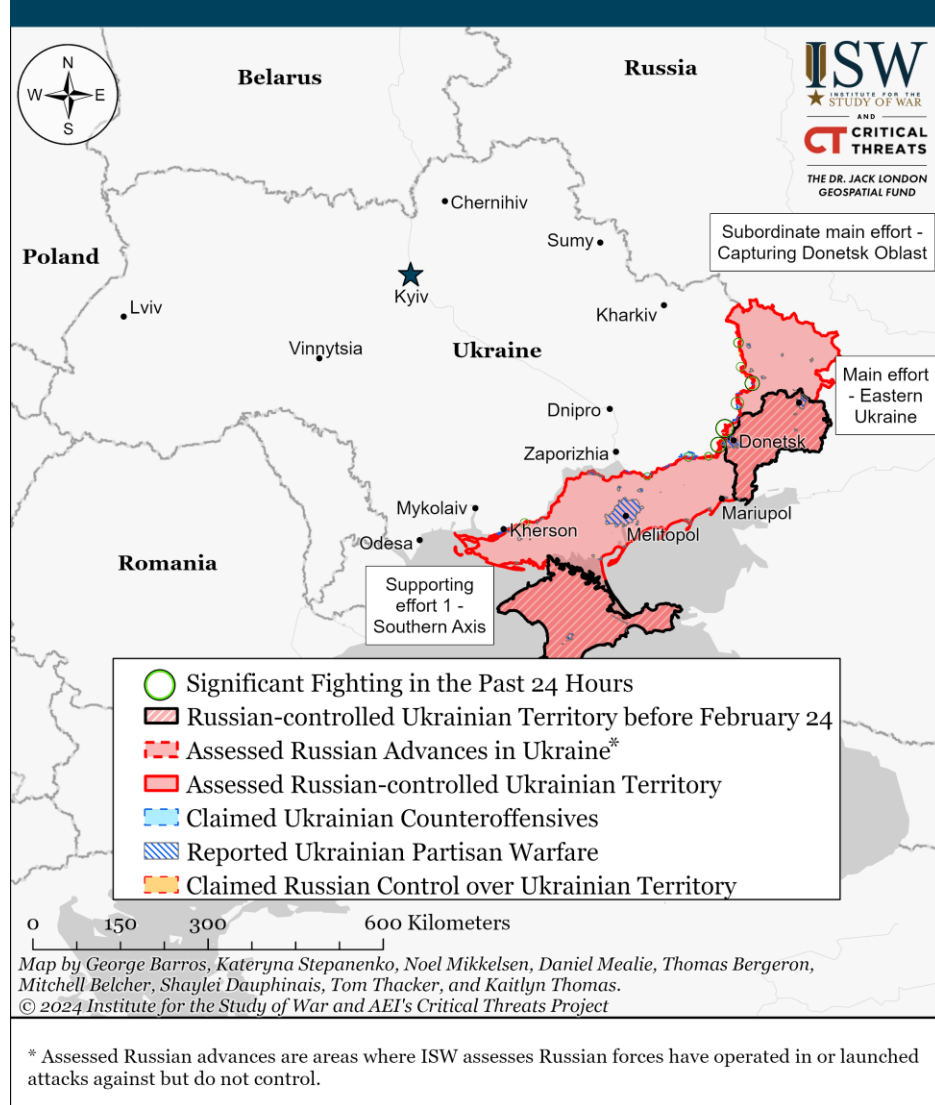 N
W
E
S
Belarus
Russia
ISW
INSTITUTE FOR THE
STUDY OF WAR
AND
CT CRITICAL
THREATS
THE DR. JACK LONDON
GEOSPATIAL FUND
Chernihiv
Subordinate main effort -
Capturing Donetsk Oblast
Sumy
Poland
Kyiv
Lviv
Kharkiv
Vinnytsia
Ukraine
Main effort
- Eastern
Ukraine
Dnipro
Donetsk
Zaporizhia
Mykolaiv
Mariupol
Kherson
Melitopol
Odesa
Romania
Supporting
effort 1 -
Southern Axis
Significant Fighting in the Past 24 Hours
Russian-controlled Ukrainian Territory before February 24
Assessed Russian Advances in Ukraine*
Assessed Russian-controlled Ukrainian Territory
Claimed Ukrainian Counteroffensives
Reported Ukrainian Partisan Warfare
Claimed Russian Control over Ukrainian Territory
0 150 300 600 Kilometers
Map by George Barros, Kateryna Stepanenko, Noel Mikkelsen, Daniel Mealie, Thomas Bergeron,
Mitchell Belcher, Shaylei Dauphinais, Tom Thacker, and Kaitlyn Thomas.
© 2024 Institute for the Study of War and AEI's Critical Threats Project
* Assessed Russian advances are areas where ISW assesses Russian forces have operated in or launched
attacks against but do not control.